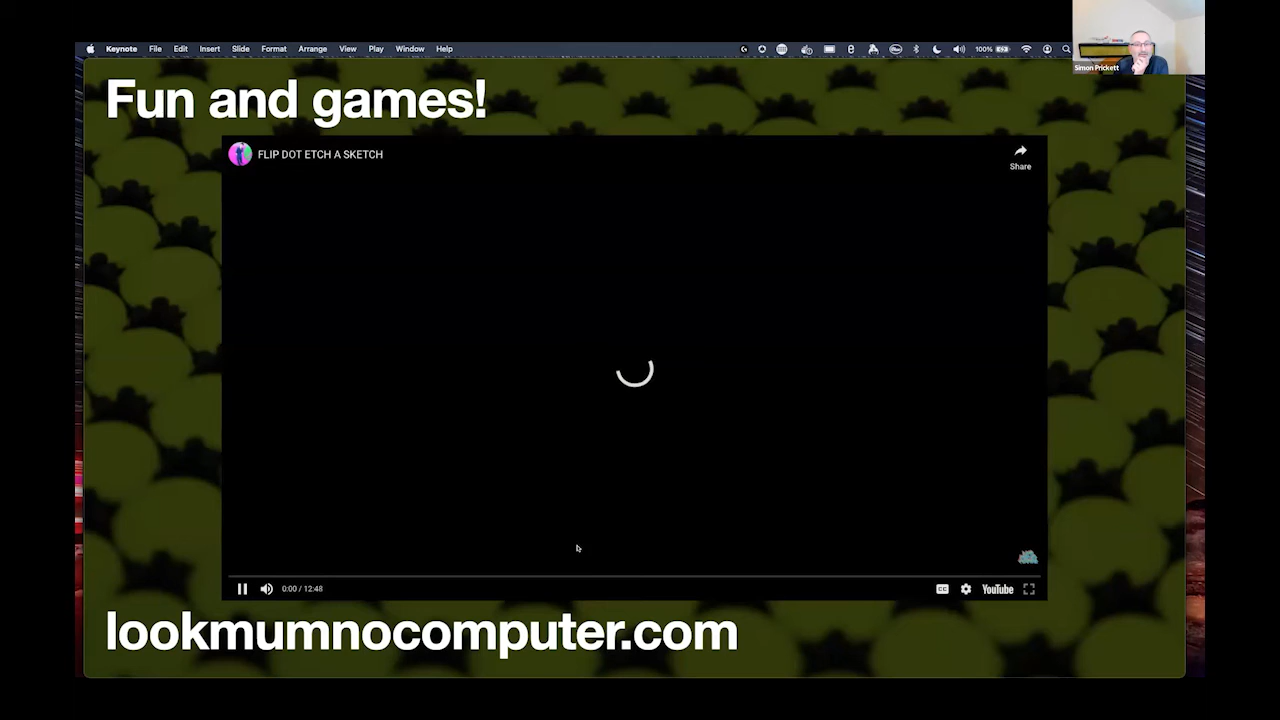 Keynote File Edit Insert Slide Format Arrange View Play Window Help 100%
Simon Prickett
Fun and games!
FLIP DOT ETCH A SKETCH
Share
0:00 / 12:48
CC
YouTube
lookmumnocomputer.com